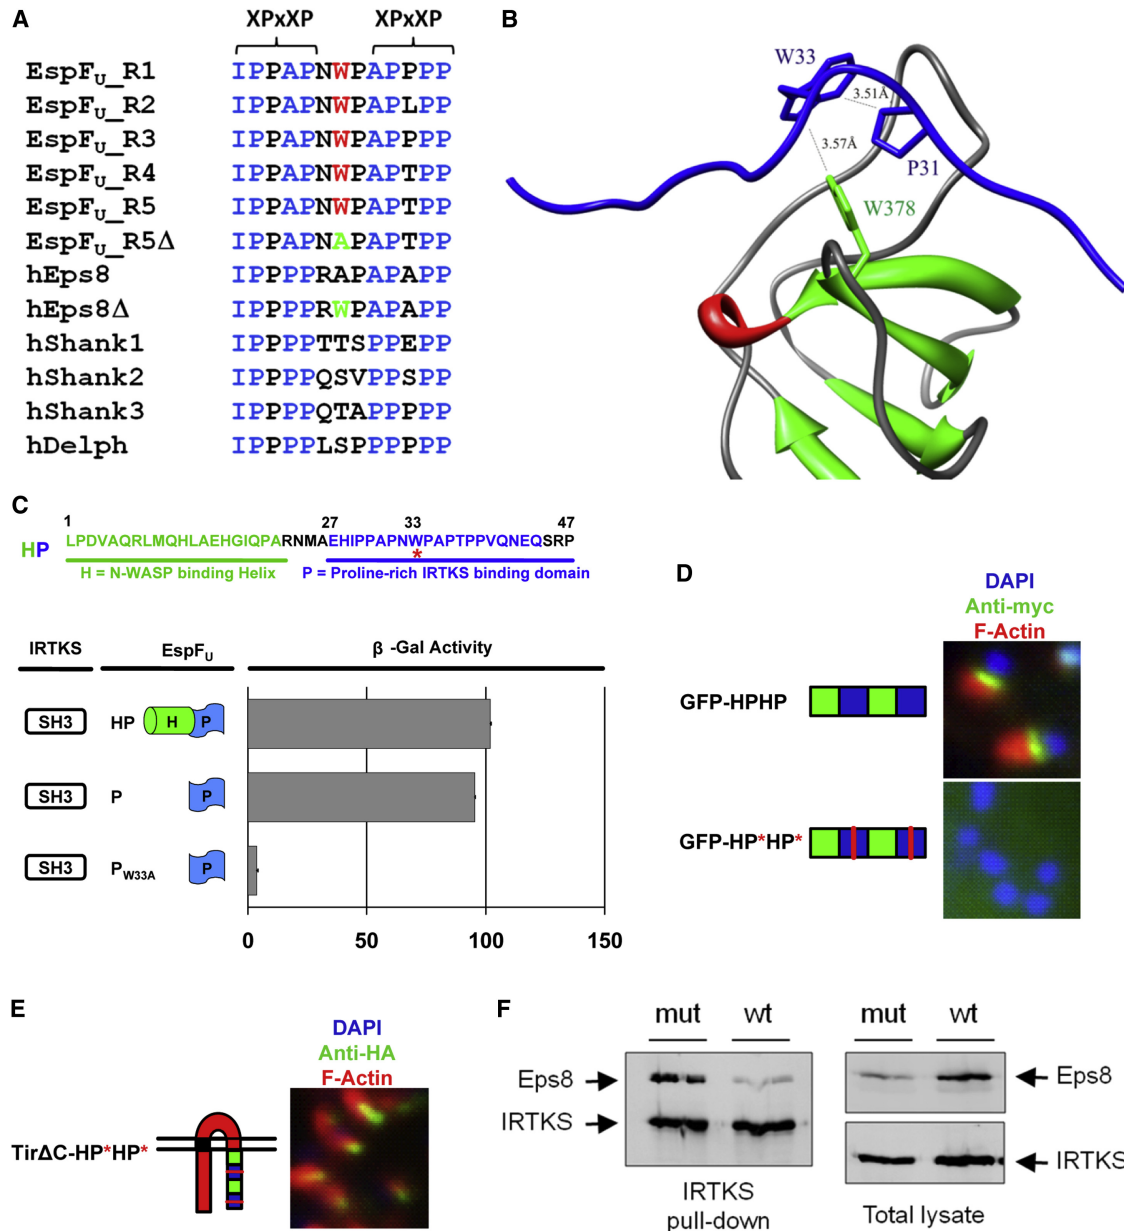 A
XPxXP XPxXP
EspFU_R1 IPPAPNWPAPPPP
EspFU_R2 IPPAPNWPAPLPP
EspFU_R3 IPPAPNWPAPPPP
EspFU_R4 IPPAPNWPAPTPP
EspFU_R5 IPPAPNWPAPTPP
EspFU_R5Δ IPPAPNAPAPTPP
hEps8 IPPPPRAPAPAPP
hEps8Δ IPPPPRWPAPAPP
hShank1 IPPPPTTSPPEPP
hShank2 IPPPPQSVPPSPP
hShank3 IPPPPQTAPPPPP
hDelph IPPPPLSPPPPPP
B
W33
3.51Å
3.57Å
P31
W378
C
1 27 33 47
HP LPDVAQRLMQHLAEHGIQPARNMAEHIPPAPNWPAPTPPVQNEQSRP
*
H = N-WASP binding Helix P = Proline-rich IRTKS binding domain
IRTKS EspFU β -Gal Activity
SH3 HP H P
SH3 P P
SH3 PW33A P
0 50 100 150
D
DAPI
Anti-myc
F-Actin
GFP-HPHP
GFP-HP*HP*
E
DAPI
Anti-HA
F-Actin
TirΔC-HP*HP*
F
mut wt mut wt
Eps8 Eps8
IRTKS IRTKS
IRTKS
pull-down
Total lysate